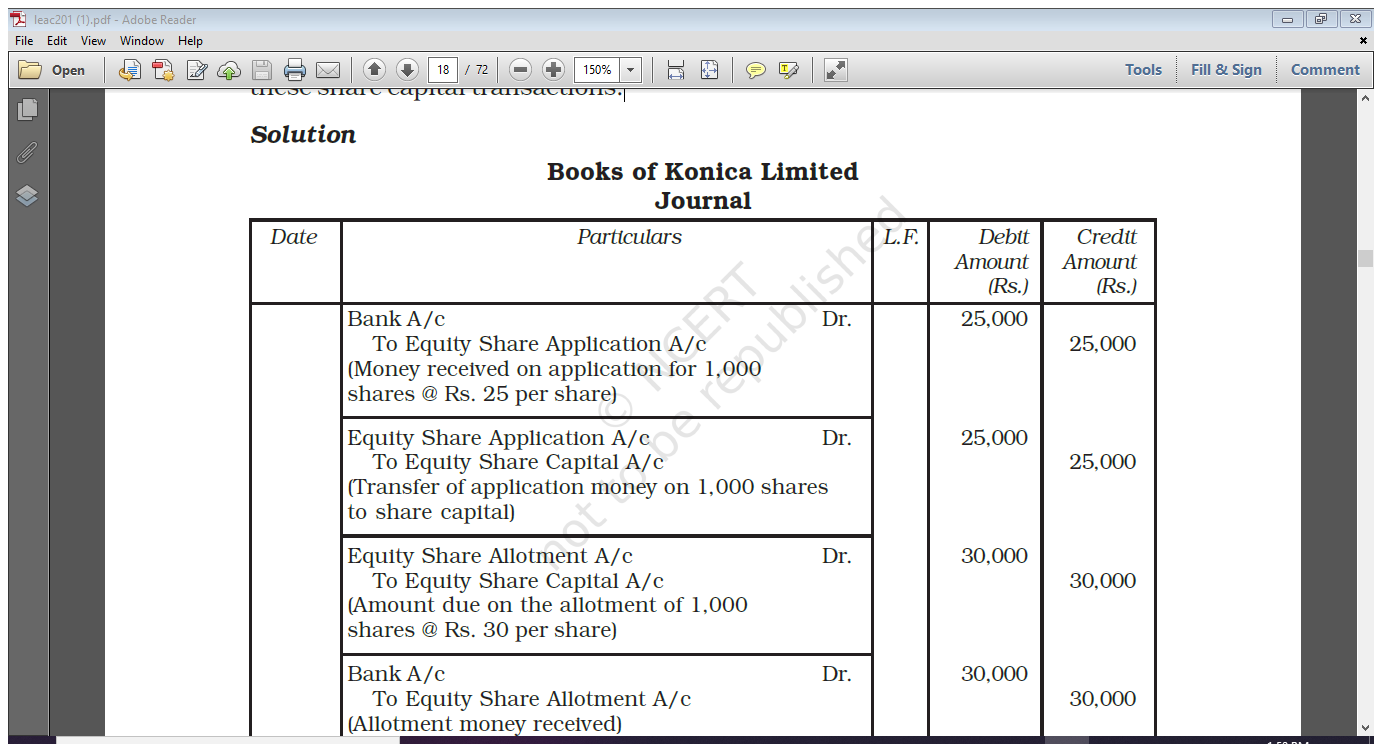 leac201 (1).pdf - Adobe Reader
File Edit View Window Help
Open 18 / 72 150% Tools Fill & Sign Comment
these share capital transactions.
Solution
Books of Konica Limited
Journal
Date Particulars L.F. Debit Credit
Amount Amount
(Rs.) (Rs.)
Bank A/c Dr. 25,000
To Equity Share Application A/c 25,000
(Money received on application for 1,000
shares @ Rs. 25 per share)
Equity Share Application A/c Dr. 25,000
To Equity Share Capital A/c 25,000
(Transfer of application money on 1,000 shares
to share capital)
Equity Share Allotment A/c Dr. 30,000
To Equity Share Capital A/c 30,000
(Amount due on the allotment of 1,000
shares @ Rs. 30 per share)
Bank A/c Dr. 30,000
To Equity Share Allotment A/c 30,000
(Allotment money received)
© NCERT
not to be republished